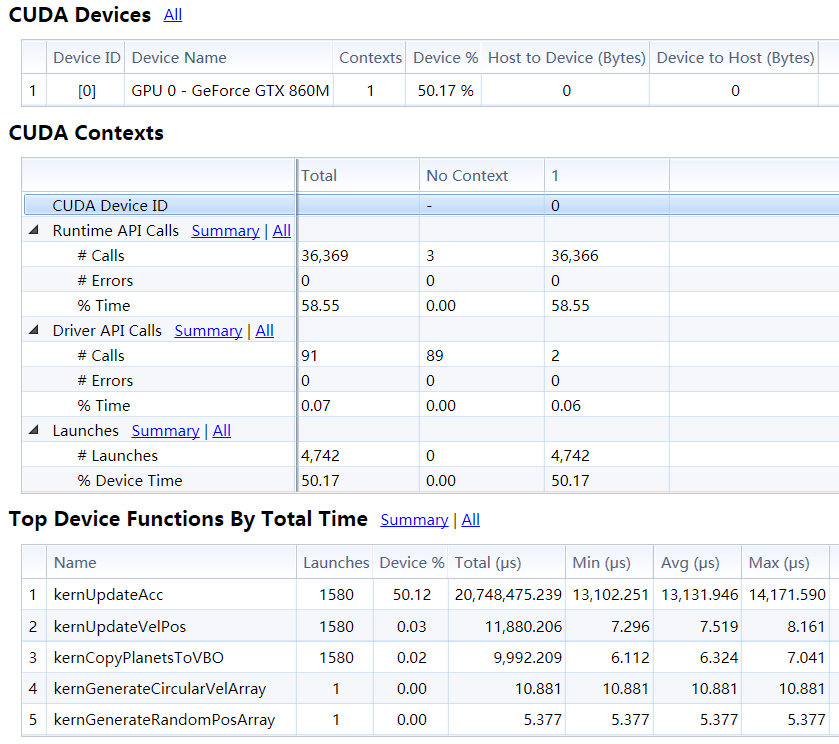 CUDA Devices All
Device ID Device Name Contexts Device % Host to Device (Bytes) Device to Host (Bytes)
1 [0] GPU 0 - GeForce GTX 860M 1 50.17 % 0 0
CUDA Contexts
Total No Context 1
CUDA Device ID - 0
Runtime API Calls Summary | All
# Calls 36,369 3 36,366
# Errors 0 0 0
% Time 58.55 0.00 58.55
Driver API Calls Summary | All
# Calls 91 89 2
# Errors 0 0 0
% Time 0.07 0.00 0.06
Launches Summary | All
# Launches 4,742 0 4,742
% Device Time 50.17 0.00 50.17
Top Device Functions By Total Time Summary | All
Name Launches Device % Total (µs) Min (µs) Avg (µs) Max (µs)
1 kernUpdateAcc 1580 50.12 20,748,475.239 13,102.251 13,131.946 14,171.590
2 kernUpdateVelPos 1580 0.03 11,880.206 7.296 7.519 8.161
3 kernCopyPlanetsToVBO 1580 0.02 9,992.209 6.112 6.324 7.041
4 kernGenerateCircularVelArray 1 0.00 10.881 10.881 10.881 10.881
5 kernGenerateRandomPosArray 1 0.00 5.377 5.377 5.377 5.377